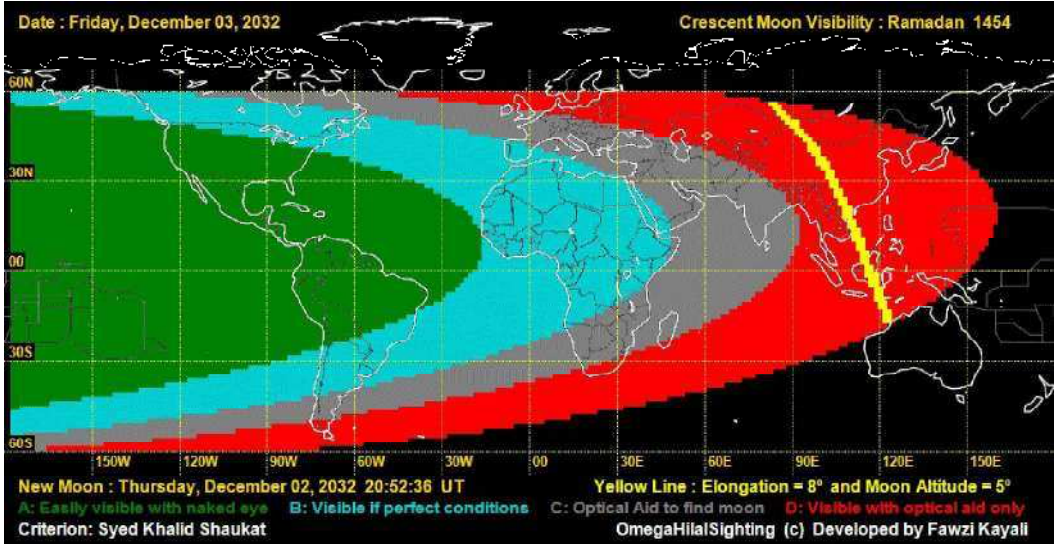 Date : Friday, December 03, 2032
Crescent Moon Visibility : Ramadan 1454
60N
30N
00
30S
60S
150W 120W 90W 60W 30W 00 30E 60E 90E 120E 150E
New Moon : Thursday, December 02, 2032 20:52:36 UT
Yellow Line : Elongation = 8º and Moon Altitude = 5º
A: Easily visible with naked eye B: Visible if perfect conditions C: Optical Aid to find moon D: Visible with optical aid only
Criterion: Syed Khalid Shaukat
OmegaHilalSighting (c) Developed by Fawzi Kayali